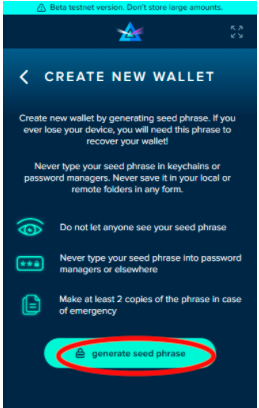 Beta testnet version. Don't store large amounts.
CREATE NEW WALLET
Create new wallet by generating seed phrase. If you
ever lose your device, you will need this phrase to
recover your wallet!
Never type your seed phrase in keychains or
password managers. Never save it in your local or
remote folders in any form.
Do not let anyone see your seed phrase
Never type your seed phrase into password
managers or elsewhere
Make at least 2 copies of the phrase in case
of emergency
generate seed phrase